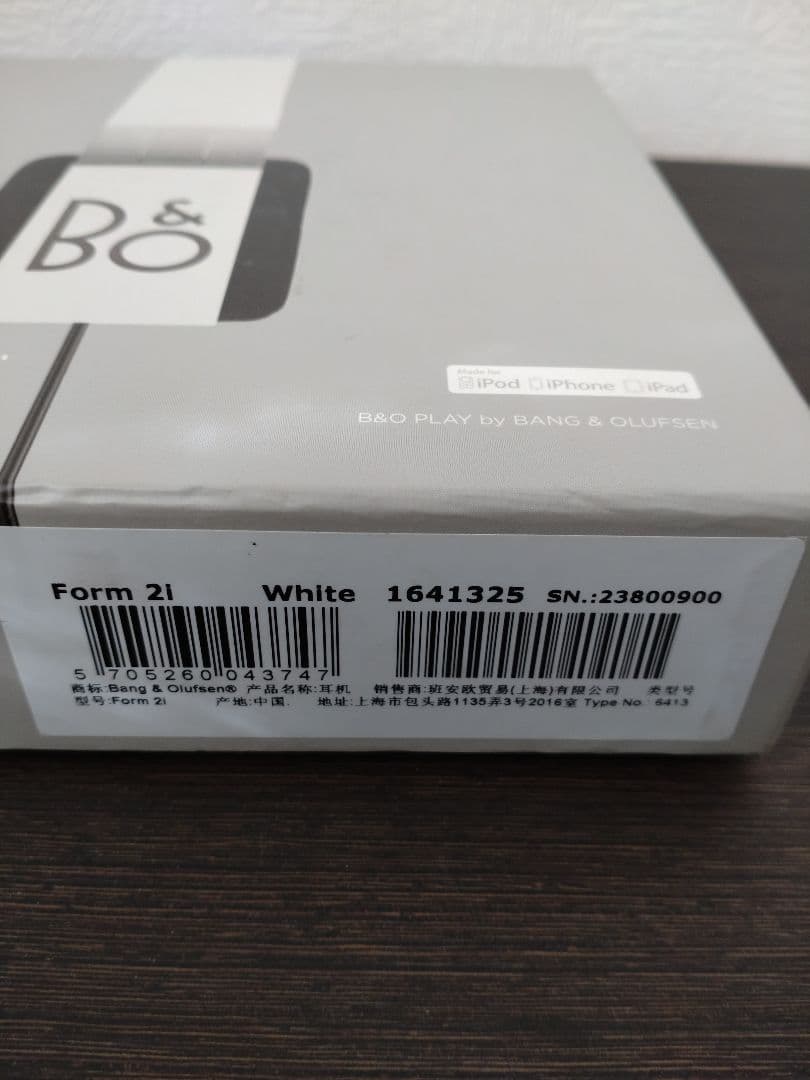 B&O
Made for
iPod iPhone iPad
B&O PLAY by BANG & OLUFSEN
Form 2i White 1641325 SN.:23800900
5 705260 043747
商标:Bang & Olufsen® 产品名称:耳机 销售商:班安欧贸易(上海)有限公司 类型号
型号:Form 2i 产地:中国. 地址:上海市包头路1135弄3号2016室 Type No.: 6413